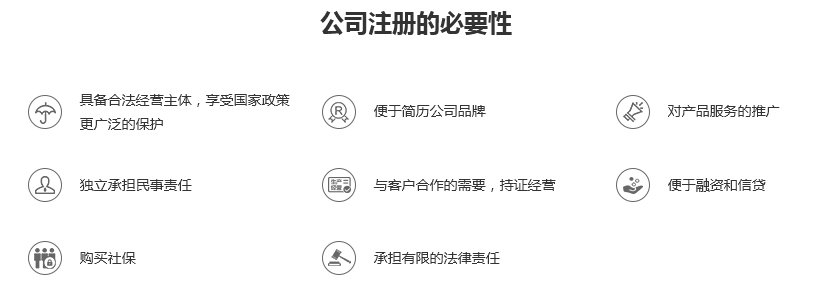 公司注册的必要性
具备合法经营主体，享受国家政策
更广泛的保护
便于简历公司品牌
对产品服务的推广
独立承担民事责任
与客户合作的需要，持证经营
便于融资和信贷
购买社保
承担有限的法律责任